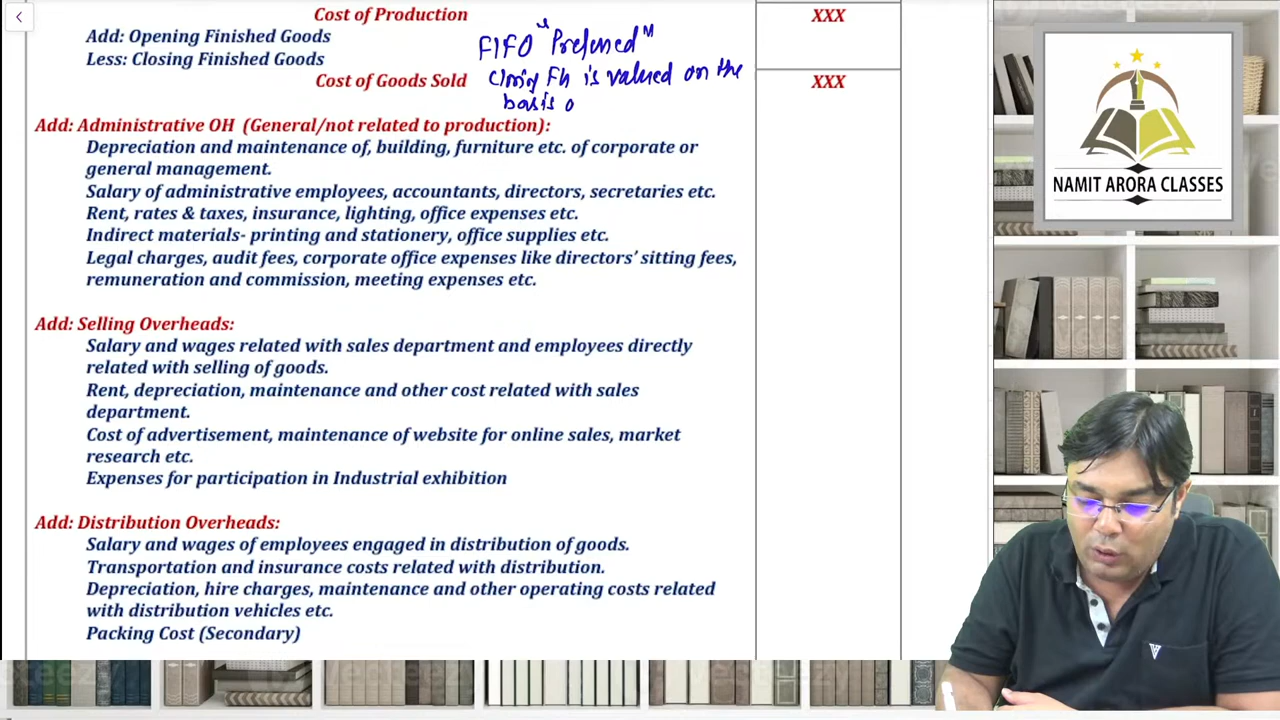 Cost of Production XXX
Add: Opening Finished Goods
Less: Closing Finished Goods
FIFO "Preferred"
Closing FG is valued on the
basis o
Cost of Goods Sold XXX
Add: Administrative OH (General/not related to production):
Depreciation and maintenance of, building, furniture etc. of corporate or
general management.
Salary of administrative employees, accountants, directors, secretaries etc.
Rent, rates & taxes, insurance, lighting, office expenses etc.
Indirect materials- printing and stationery, office supplies etc.
Legal charges, audit fees, corporate office expenses like directors' sitting fees,
remuneration and commission, meeting expenses etc.
Add: Selling Overheads:
Salary and wages related with sales department and employees directly
related with selling of goods.
Rent, depreciation, maintenance and other cost related with sales
department.
Cost of advertisement, maintenance of website for online sales, market
research etc.
Expenses for participation in Industrial exhibition
Add: Distribution Overheads:
Salary and wages of employees engaged in distribution of goods.
Transportation and insurance costs related with distribution.
Depreciation, hire charges, maintenance and other operating costs related
with distribution vehicles etc.
Packing Cost (Secondary)
NAMIT ARORA CLASSES